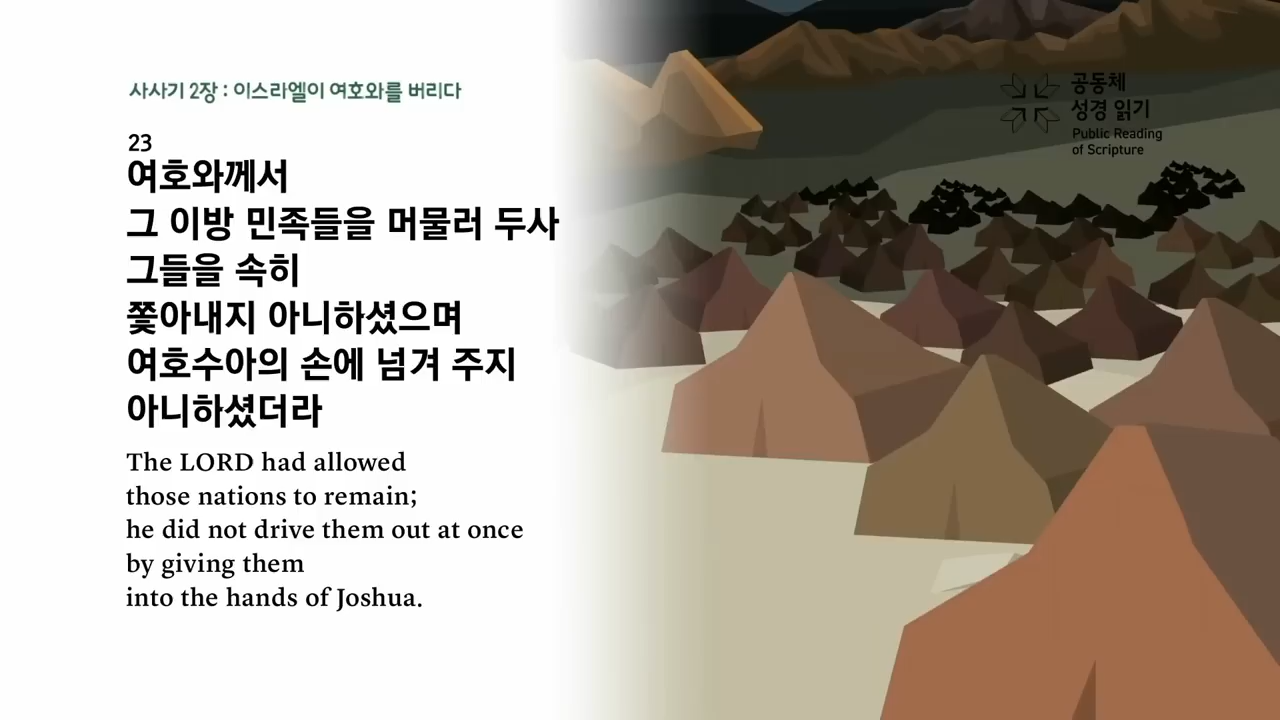 사사기 2장 : 이스라엘이 여호와를 버리다
23
여호와께서
그 이방 민족들을 머물러 두사
그들을 속히
쫓아내지 아니하셨으며
여호수아의 손에 넘겨 주지
아니하셨더라
The LORD had allowed
those nations to remain;
he did not drive them out at once
by giving them
into the hands of Joshua.
공동체
성경 읽기
Public Reading
of Scripture